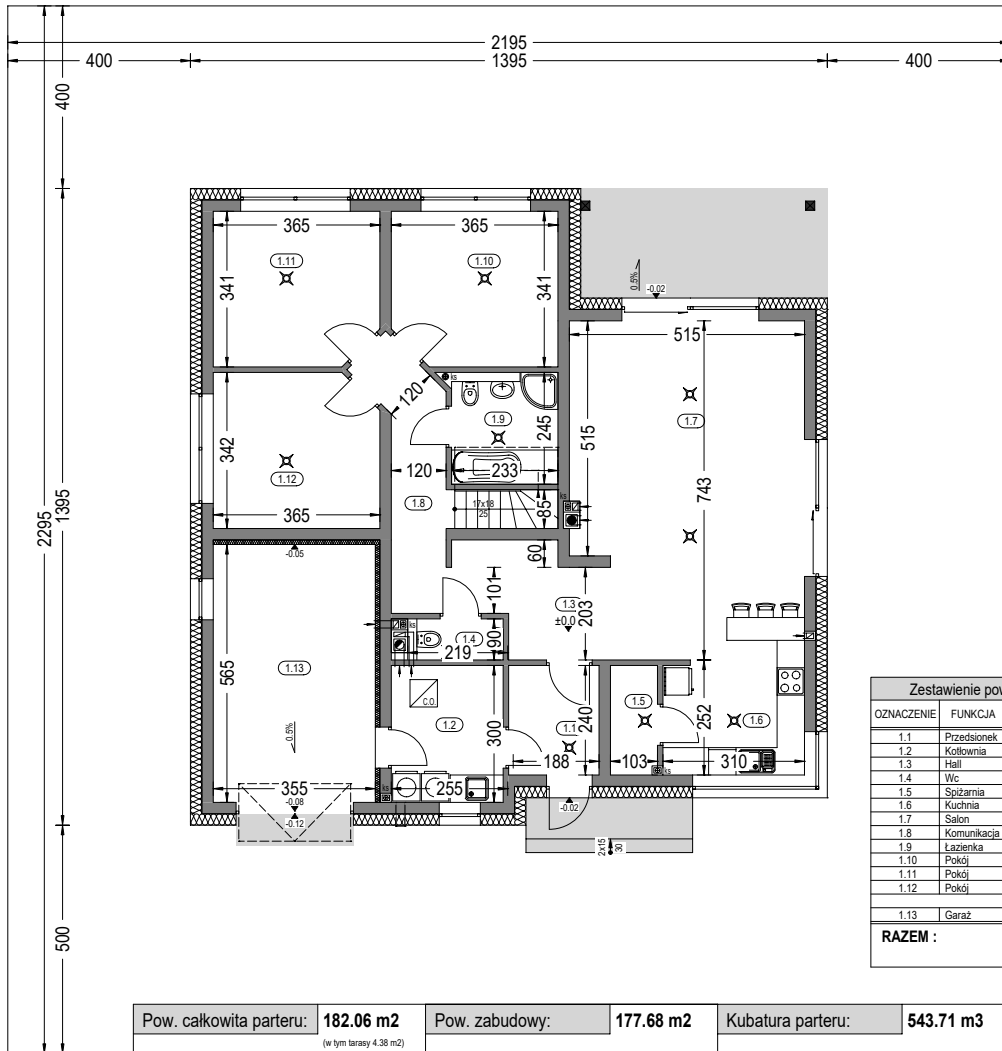 2195
400
1395
400
400
2295
1395
500
365
365
1.11
1.10
341
341
0.5%
-0.02
515
120
ks
1.9
245
1.7
342
1.12
365
120
233
1.8
17x18
25
85
ks
515
743
-0.05
60
101
1.3
±0,0
203
ks
1.4
90
219
565
1.13
C.O.
1.2
300
1.1
240
188
1.5
103
252
1.6
310
ks
0.5%
355
-0.08
-0.12
ks
255
-0.02
2x15
30
Zestawienie pow
OZNACZENIE FUNKCJA
1.1 Przedsionek
1.2 Kotłownia
1.3 Hall
1.4 Wc
1.5 Spiżarnia
1.6 Kuchnia
1.7 Salon
1.8 Komunikacja
1.9 Łazienka
1.10 Pokój
1.11 Pokój
1.12 Pokój
1.13 Garaż
RAZEM :
Pow. całkowita parteru: 182.06 m2 Pow. zabudowy: 177.68 m2 Kubatura parteru: 543.71 m3
(w tym tarasy 4.38 m2)